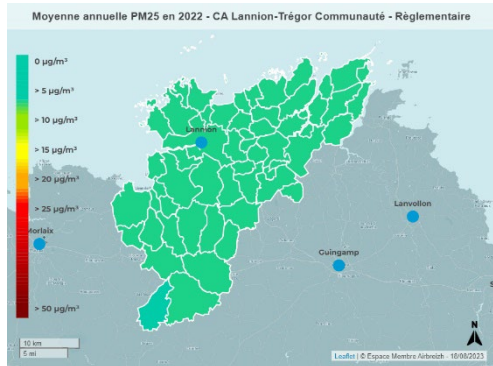 Moyenne annuelle PM25 en 2022 - CA Lannion-Trégor Communauté - Règlementaire
0 µg/m³
> 5 µg/m³
> 10 µg/m³
> 15 µg/m³
> 20 µg/m³
> 25 µg/m³
> 50 µg/m³
Lannion
Lanvollon
Morlaix
Guingamp
10 km
5 mi
N
Leaflet | © Espace Membre Airbreizh - 18/08/2023